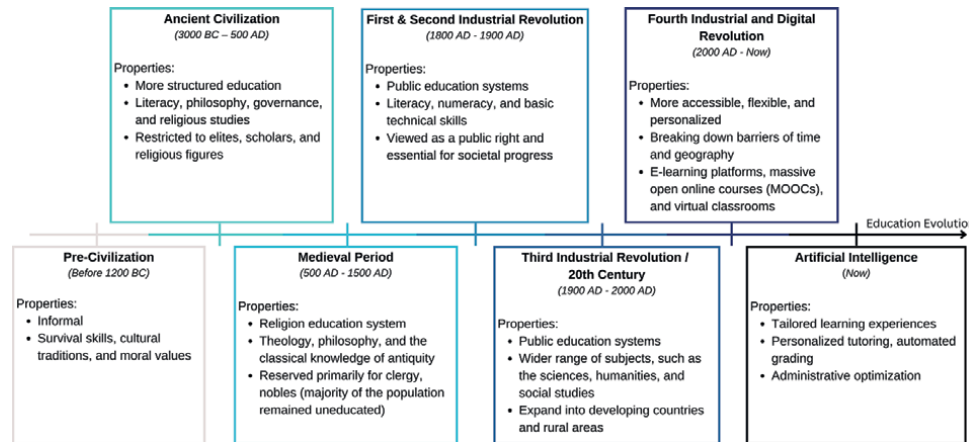 Ancient Civilization
(3000 BC – 500 AD)
Properties:
• More structured education
• Literacy, philosophy, governance,
and religious studies
• Restricted to elites, scholars, and
religious figures
First & Second Industrial Revolution
(1800 AD - 1900 AD)
Properties:
• Public education systems
• Literacy, numeracy, and basic
technical skills
• Viewed as a public right and
essential for societal progress
Fourth Industrial and Digital
Revolution
(2000 AD - Now)
Properties:
• More accessible, flexible, and
personalized
• Breaking down barriers of time
and geography
• E-learning platforms, massive
open online courses (MOOCs),
and virtual classrooms
Education Evolutio
Pre-Civilization
(Before 1200 BC)
Properties:
• Informal
• Survival skills, cultural
traditions, and moral values
Medieval Period
(500 AD - 1500 AD)
Properties:
• Religion education system
• Theology, philosophy, and the
classical knowledge of antiquity
• Reserved primarily for clergy,
nobles (majority of the population
remained uneducated)
Third Industrial Revolution /
20th Century
(1900 AD - 2000 AD)
Properties:
• Public education systems
• Wider range of subjects, such as
the sciences, humanities, and
social studies
• Expand into developing countries
and rural areas
Artificial Intelligence
(Now)
Properties:
• Tailored learning experiences
• Personalized tutoring, automated
grading
• Administrative optimization